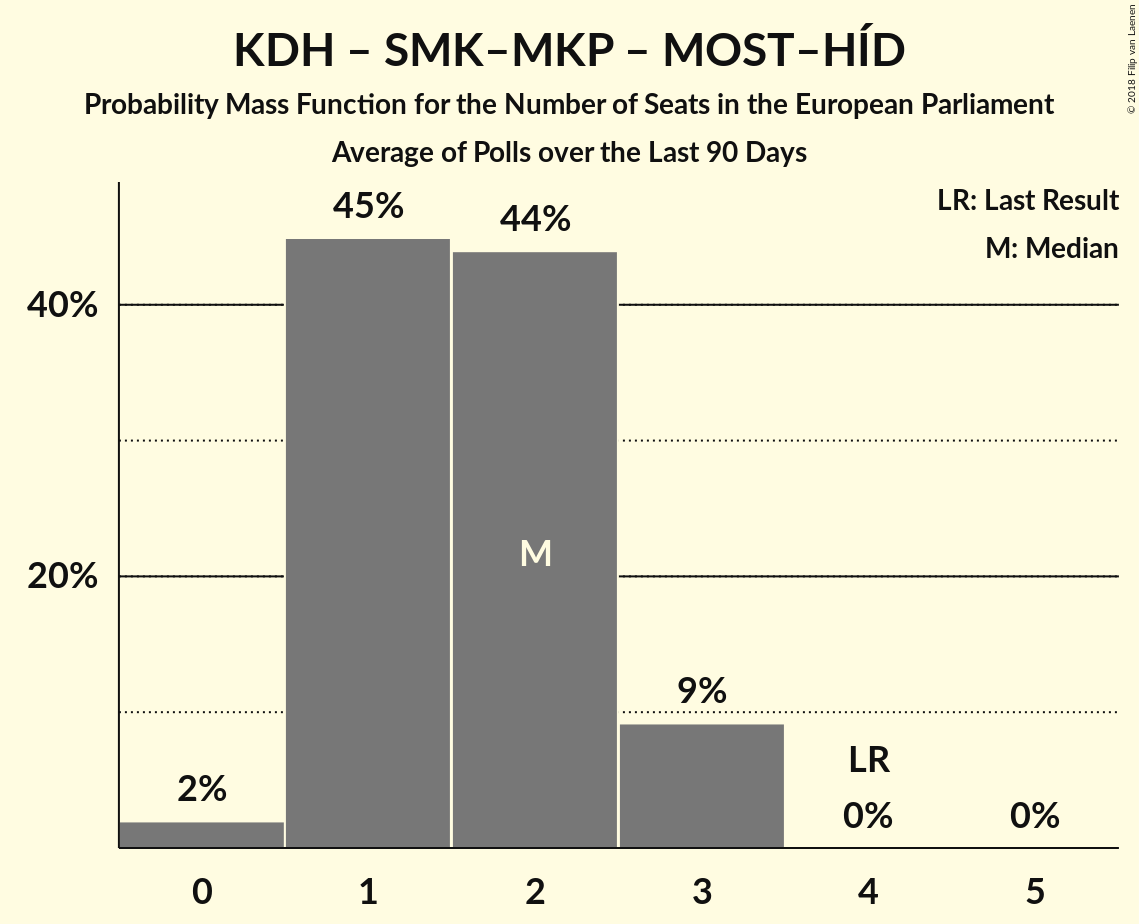 KDH – SMK–MKP – MOST–HÍD
Probability Mass Function for the Number of Seats in the European Parliament
Average of Polls over the Last 90 Days
© 2018 Filip van Laenen
LR: Last Result
M: Median
45%
44%
40%
M
20%
9%
LR
2%
0%
0%
0 1 2 3 4 5